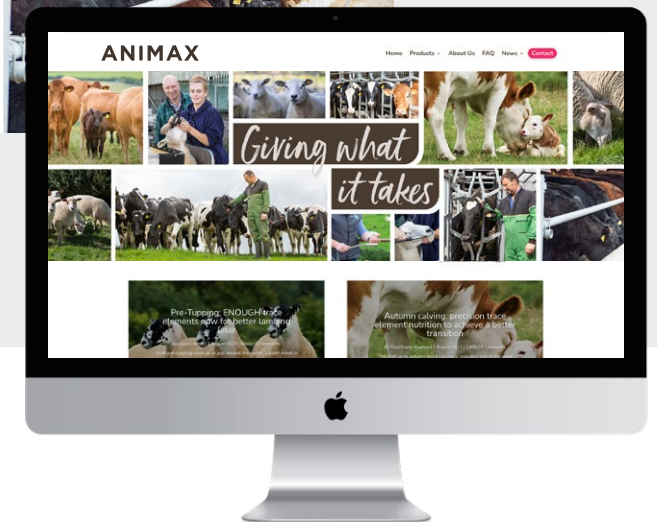 ANIMAX
Home Products About Us FAQ News Contact
Giving what
it takes
Pre-Tupping: ENOUGH trace
elements now for better lambing
later
Autumn calving: precision trace
element nutrition to achieve a better
transition